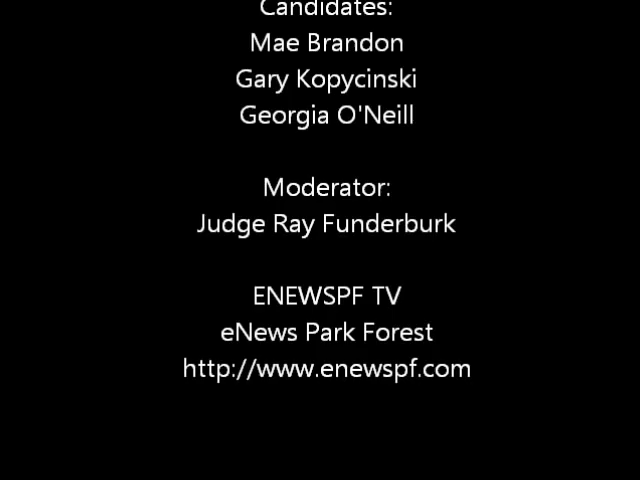 Candidates:
Mae Brandon
Gary Kopycinski
Georgia O'Neill
Moderator:
Judge Ray Funderburk
ENEWSPF TV
eNews Park Forest
http://www.enewspf.com